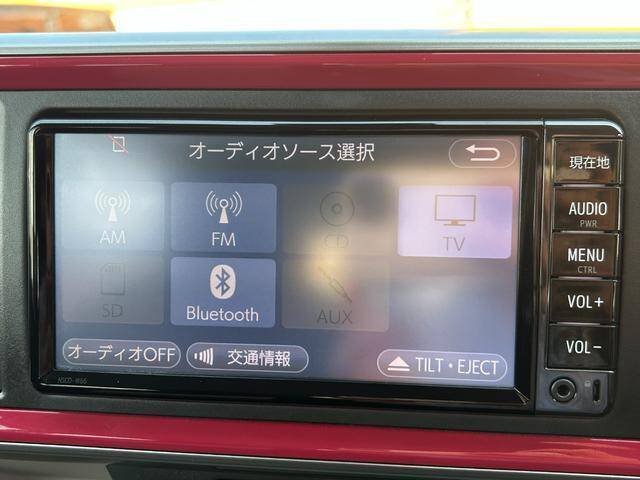 オーディオソース選択
AM
FM
CD
TV
SD
Bluetooth
AUX
オーディオOFF
交通情報
TILT・EJECT
NSCD-W66
現在地
AUDIO
PWR
MENU
CTRL
VOL+
VOL-